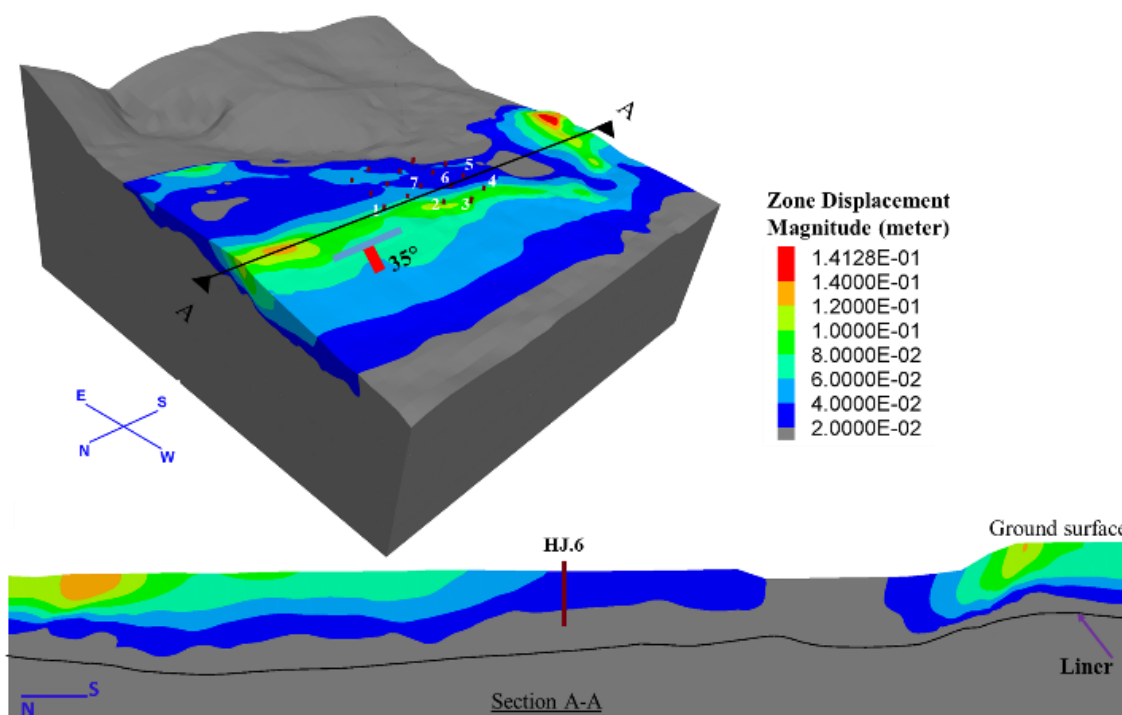 A
5
6
4
7
1
2
3
35°
A
E
S
N
W
Zone Displacement
Magnitude (meter)
1.4128E-01
1.4000E-01
1.2000E-01
1.0000E-01
8.0000E-02
6.0000E-02
4.0000E-02
2.0000E-02
Ground surface
HJ.6
Liner
S
N
Section A-A